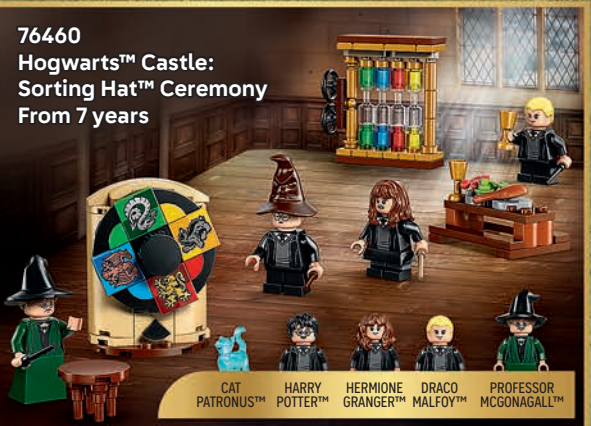 76460
Hogwarts™ Castle:
Sorting Hat™ Ceremony
From 7 years
CAT
PATRONUS™
HARRY
POTTER™
HERMIONE
GRANGER™
DRACO
MALFOY™
PROFESSOR
MCGONAGALL™